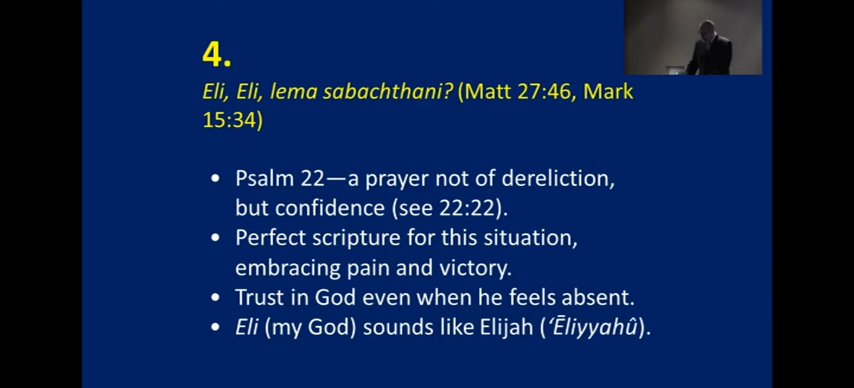 4.
Eli, Eli, lema sabachthani? (Matt 27:46, Mark
15:34)
• Psalm 22—a prayer not of dereliction,
but confidence (see 22:22).
• Perfect scripture for this situation,
embracing pain and victory.
• Trust in God even when he feels absent.
• Eli (my God) sounds like Elijah (‘Ēliyyahû).